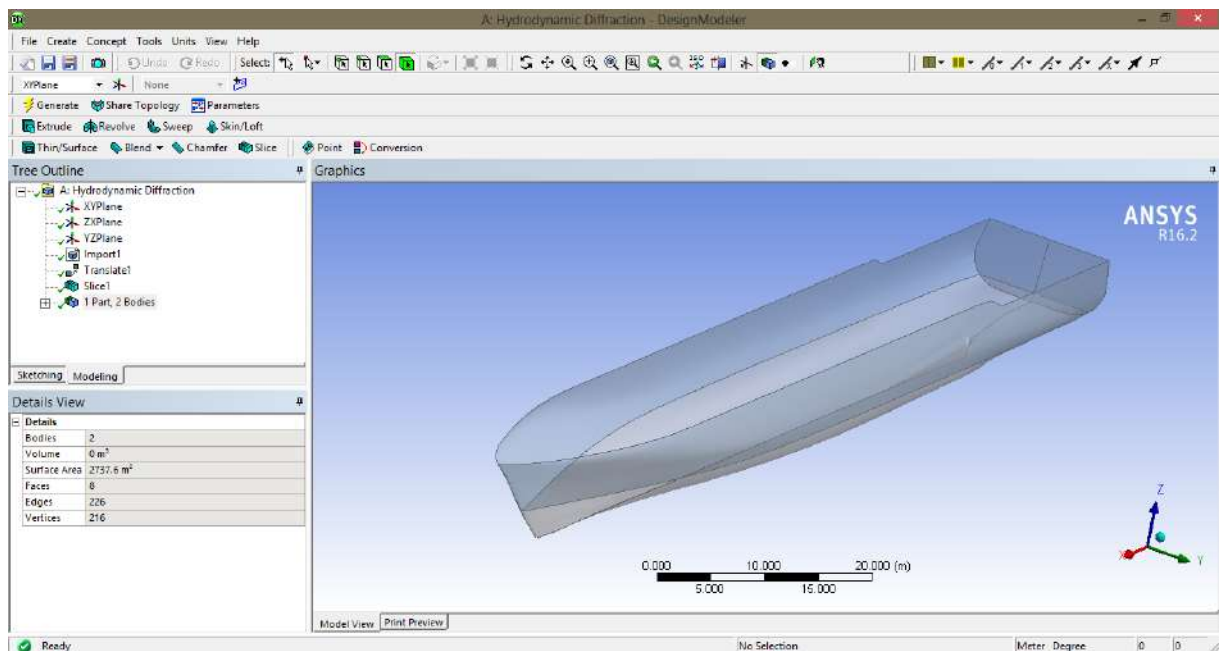 A: Hydrodynamic Diffraction - DesignModeler
File Create Concept Tools Units View Help
Undo Redo Select:
XYPlane None
Generate Share Topology Parameters
Extrude Revolve Sweep Skin/Loft
Thin/Surface Blend Chamfer Slice Point Conversion
Tree Outline
A: Hydrodynamic Diffraction
XYPlane
ZXPlane
YZPlane
Import1
Translate1
Slice1
1 Part, 2 Bodies
Sketching Modeling
Details View
Details
Bodies 2
Volume 0 m³
Surface Area 2737.6 m²
Faces 8
Edges 226
Vertices 216
Graphics
ANSYS
R16.2
Z
X
Y
0.000 10.000 20.000 (m)
5.000 15.000
Model View Print Preview
Ready No Selection Meter Degree 0 0